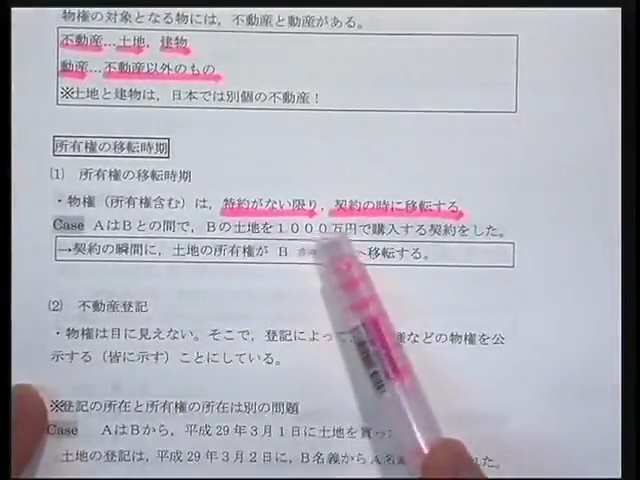 物権の対象となる物には，不動産と動産がある。
不動産…土地，建物
動産…不動産以外のもの
※土地と建物は，日本では別個の不動産！
所有権の移転時期
(1) 所有権の移転時期
・物権（所有権含む）は，特約がない限り，契約の時に移転する
Case AはBとの間で，Bの土地を１０００万円で購入する契約をした。
→契約の瞬間に，土地の所有権が B へ移転する。
(2) 不動産登記
・物権は目に見えない。そこで，登記によっ 権などの物権を公
示する（皆に示す）ことにしている。
※登記の所在と所有権の所在は別の問題
Case AはBから，平成 29 年 3 月 1 日に土地を買っ
土地の登記は，平成 29 年 3 月 2 日に，B 名義から A 名 た。